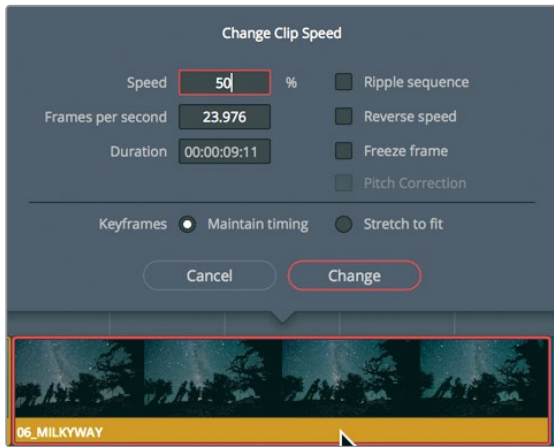 Change Clip Speed
Speed 50 % Ripple sequence
Frames per second 23.976 Reverse speed
Duration 00:00:09:11 Freeze frame
Pitch Correction
Keyframes Maintain timing Stretch to fit
Cancel Change
06_MILKYWAY